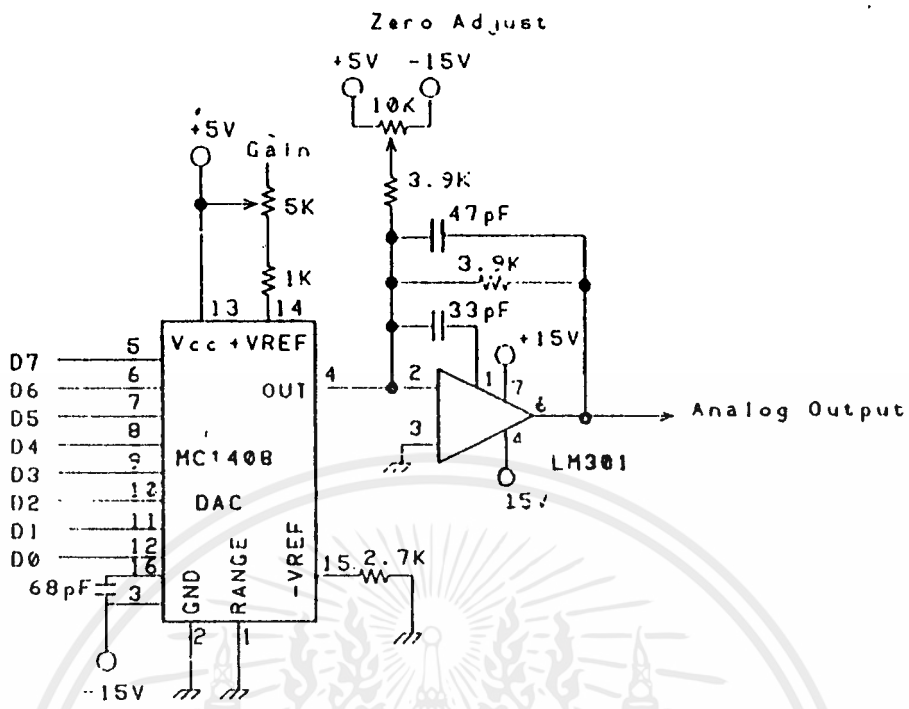 Zero Adjust
+5V -15V
10K
+5V
Gain
5K
3.9K
47pF
3.9K
1K
33pF
+15V
13 14
Vcc +VREF
D7 5
D6 6
D5 7
D4 8
D3 9
D2 12
D1 11
D0 12
16
68pF
3
-15V
OUT 4
MC1408
DAC
GND
RANGE
-VREF
15 2.7K
2 1
2
3
1
7
6
4
LM301
15V
Analog Output